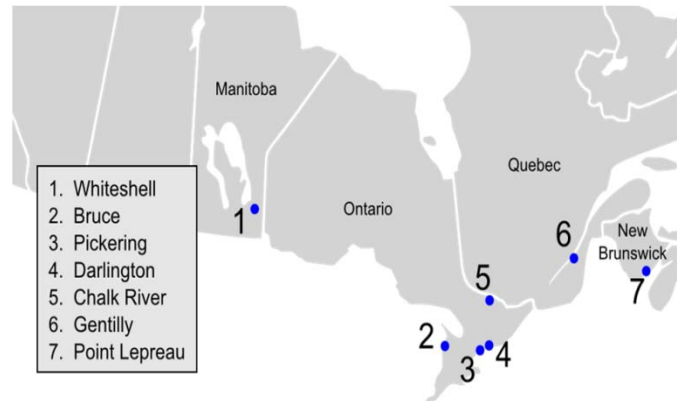 Manitoba
Quebec
Ontario
New
Brunswick
1. Whiteshell
2. Bruce
3. Pickering
4. Darlington
5. Chalk River
6. Gentilly
7. Point Lepreau
1
6
7
5
2
4
3